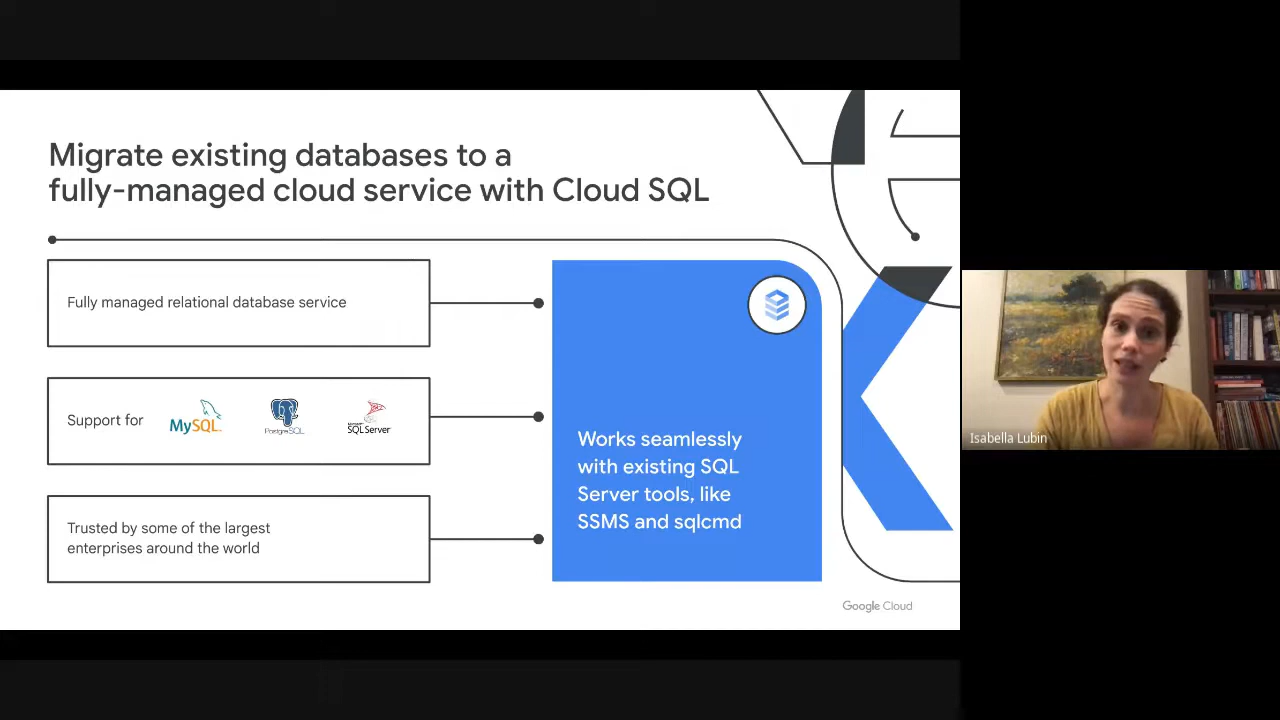 Migrate existing databases to a
fully-managed cloud service with Cloud SQL
Fully managed relational database service
Support for MySQL PostgreSQL SQL Server
Trusted by some of the largest
enterprises around the world
Works seamlessly
with existing SQL
Server tools, like
SSMS and sqlcmd
Google Cloud
Isabella Lubin